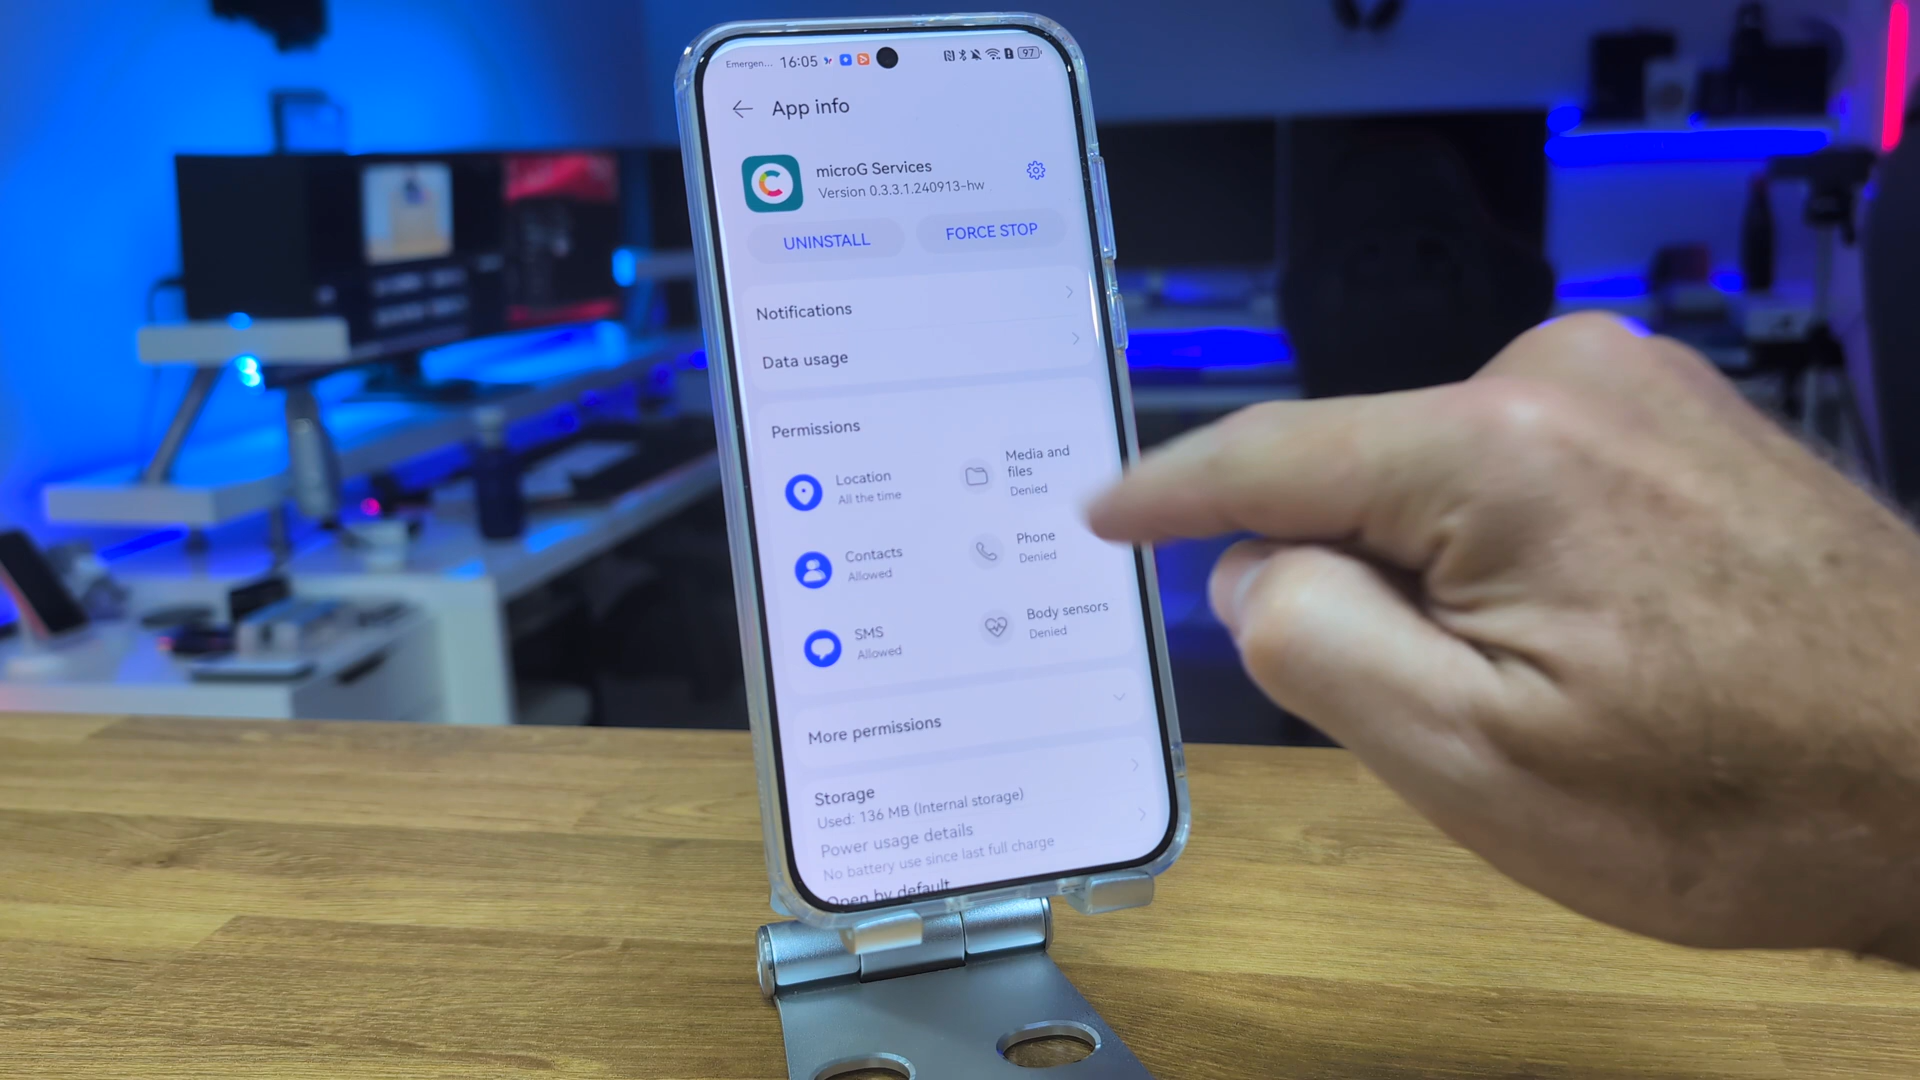 Emergen... 16:05 97
App info
microG Services
Version 0.3.3.1.240913-hw
UNINSTALL FORCE STOP
Notifications
Data usage
Permissions
Location
All the time
Media and
files
Denied
Contacts
Allowed
Phone
Denied
SMS
Allowed
Body sensors
Denied
More permissions
Storage
Used: 136 MB (Internal storage)
Power usage details
No battery use since last full charge
Open by default